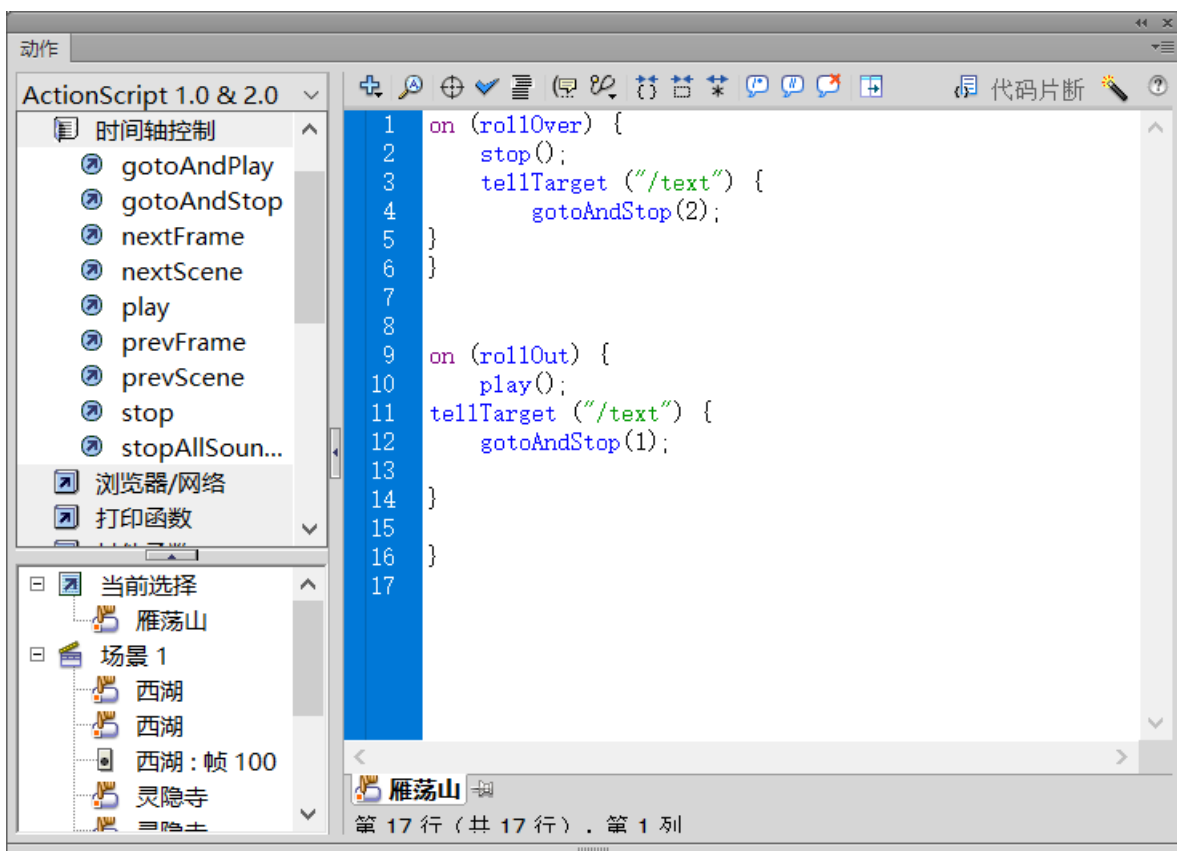 动作
ActionScript 1.0 & 2.0
时间轴控制
gotoAndPlay
gotoAndStop
nextFrame
nextScene
play
prevFrame
prevScene
stop
stopAllSoun...
浏览器/网络
打印函数
当前选择
雁荡山
场景 1
西湖
西湖
西湖 : 帧 100
灵隐寺
代码片断
1 on (rollOver) {
2 stop();
3 tellTarget ("/text") {
4 gotoAndStop(2);
5 }
6 }
7
8
9 on (rollOut) {
10 play();
11 tellTarget ("/text") {
12 gotoAndStop(1);
13
14 }
15
16 }
17
雁荡山
第 17 行 (共 17 行) , 第 1 列